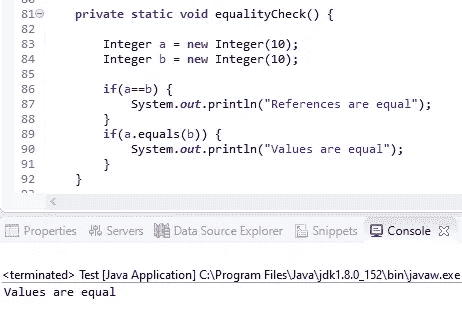 81 private static void equalityCheck() {
82
83 Integer a = new Integer(10);
84 Integer b = new Integer(10);
85
86 if(a==b) {
87 System.out.println("References are equal");
88 }
89 if(a.equals(b)) {
90 System.out.println("Values are equal");
91 }
92 }
Properties Servers Data Source Explorer Snippets Console
<terminated> Test [Java Application] C:\Program Files\Java\jdk1.8.0_152\bin\javaw.exe
Values are equal